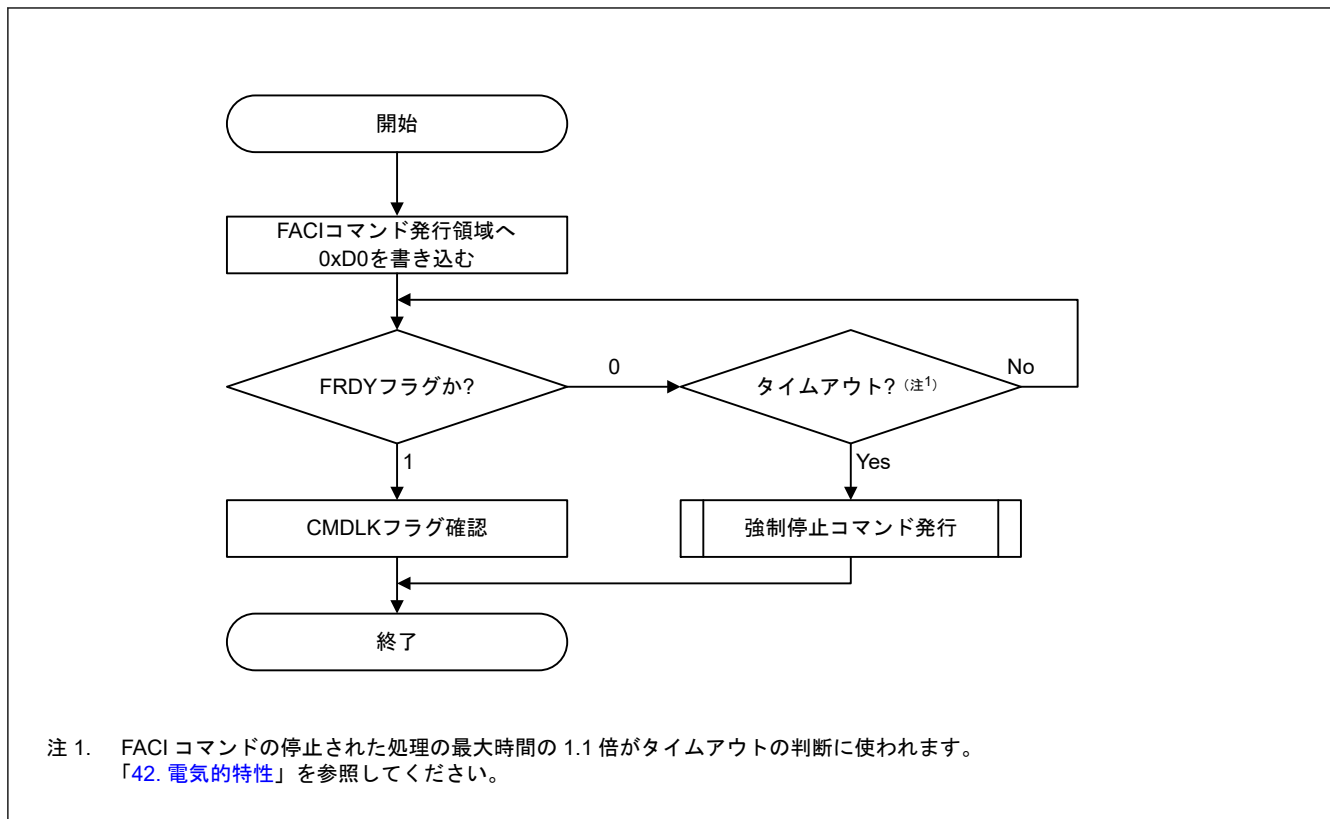 開始
FACIコマンド発行領域へ
0xD0を書き込む
FRDYフラグか?
0
タイムアウト? (注1)
No
1
Yes
CMDLKフラグ確認
強制停止コマンド発行
終了
注 1. FACI コマンドの停止された処理の最大時間の 1.1 倍がタイムアウトの判断に使われます。
「42. 電気的特性」を参照してください。